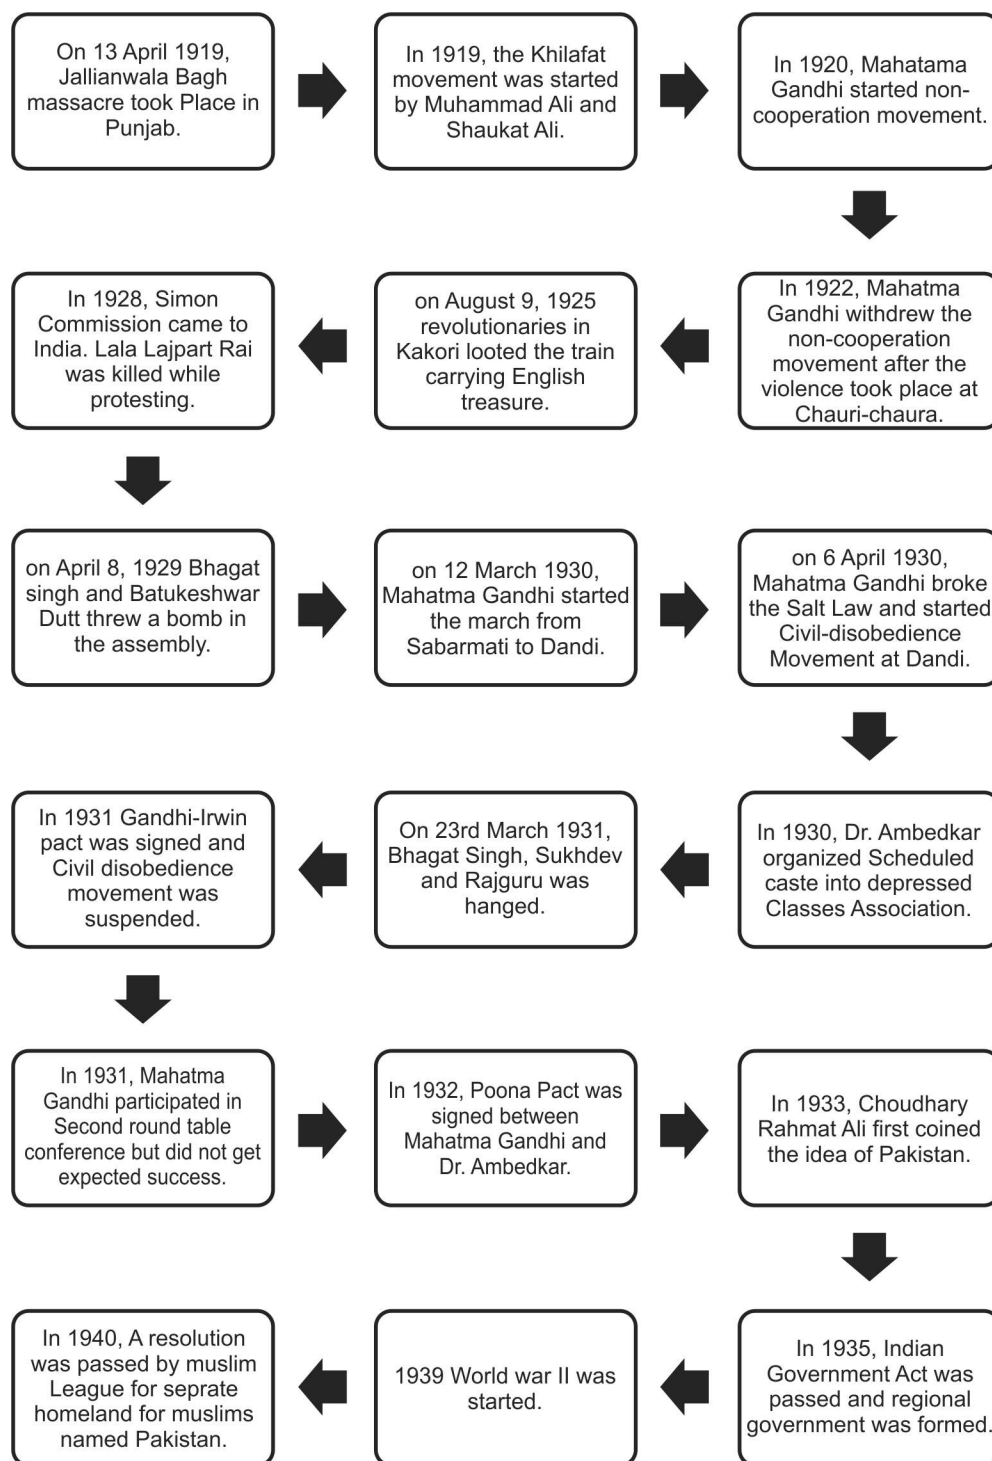 On 13 April 1919,
Jallianwala Bagh
massacre took Place in
Punjab.
In 1919, the Khilafat
movement was started
by Muhammad Ali and
Shaukat Ali.
In 1920, Mahatama
Gandhi started non-
cooperation movement.
In 1922, Mahatma
Gandhi withdrew the
non-cooperation
movement after the
violence took place at
Chauri-chaura.
on August 9, 1925
revolutionaries in
Kakori looted the train
carrying English
treasure.
In 1928, Simon
Commission came to
India. Lala Lajpart Rai
was killed while
protesting.
on April 8, 1929 Bhagat
singh and Batukeshwar
Dutt threw a bomb in
the assembly.
on 12 March 1930,
Mahatma Gandhi started
the march from
Sabarmati to Dandi.
on 6 April 1930,
Mahatma Gandhi broke
the Salt Law and started
Civil-disobedience
Movement at Dandi.
In 1930, Dr. Ambedkar
organized Scheduled
caste into depressed
Classes Association.
On 23rd March 1931,
Bhagat Singh, Sukhdev
and Rajguru was
hanged.
In 1931 Gandhi-Irwin
pact was signed and
Civil disobedience
movement was
suspended.
In 1931, Mahatma
Gandhi participated in
Second round table
conference but did not get
expected success.
In 1932, Poona Pact was
signed between
Mahatma Gandhi and
Dr. Ambedkar.
In 1933, Choudhary
Rahmat Ali first coined
the idea of Pakistan.
In 1935, Indian
Government Act was
passed and regional
government was formed.
1939 World war II was
started.
In 1940, A resolution
was passed by muslim
League for seprate
homeland for muslims
named Pakistan.